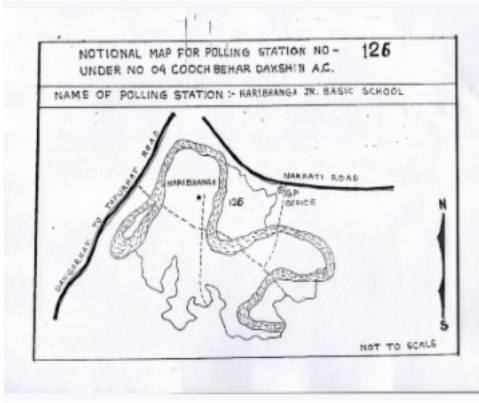 NOTIONAL MAP FOR POLLING STATION NO- 126
UNDER NO 04 COOCH BEHAR DAKSHIN A.C.
NAME OF POLLING STATION :- HARIBHANGA JR. BASIC SCHOOL
DANGARHAT TO TAPURHAT ROAD
NAKKATI ROAD
HARIBHANGA
126
GP
OFFICE
N
S
NOT TO SCALE